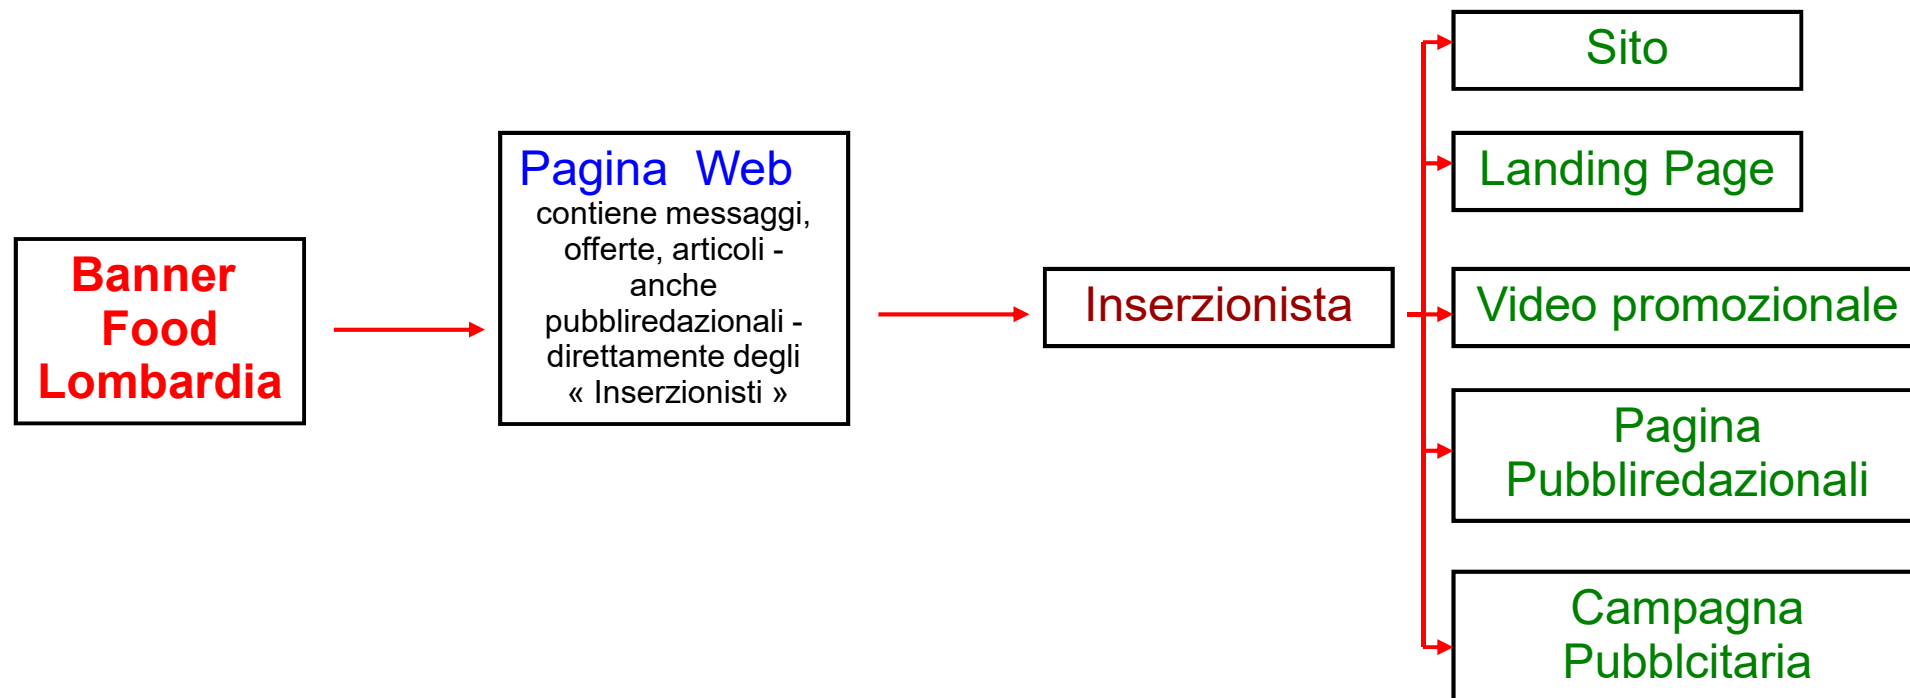 Banner
Food
Lombardia
Pagina Web
contiene messaggi,
offerte, articoli -
anche
pubbliredazionali -
direttamente degli
« Inserzionisti »
Inserzionista
Sito
Landing Page
Video promozionale
Pagina
Pubbliredazionali
Campagna
Pubblcitaria